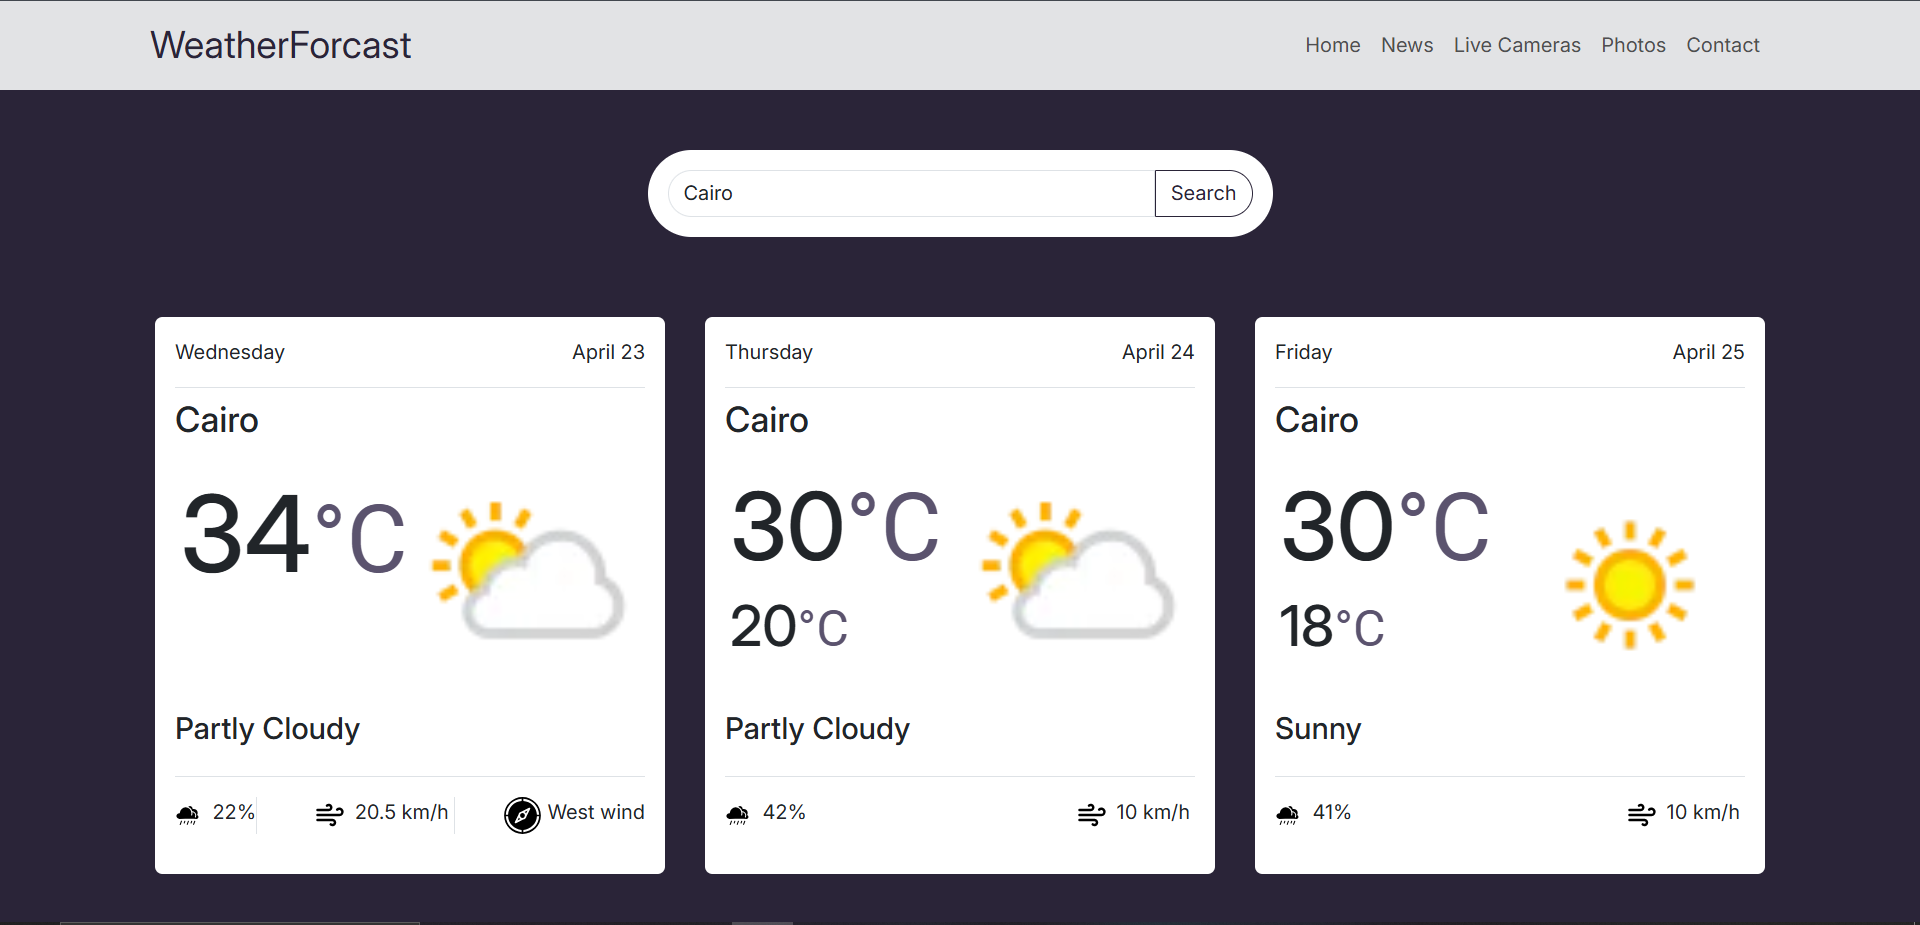 WeatherForcast
Home News Live Cameras Photos Contact
Cairo Search
Wednesday April 23
Cairo
34°C
Partly Cloudy
22% 20.5 km/h West wind
Thursday April 24
Cairo
30°C
20°C
Partly Cloudy
42% 10 km/h
Friday April 25
Cairo
30°C
18°C
Sunny
41% 10 km/h